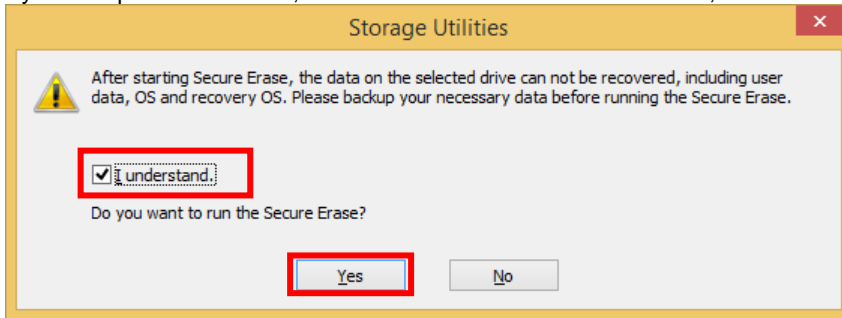 Storage Utilities
After starting Secure Erase, the data on the selected drive can not be recovered, including user
data, OS and recovery OS. Please backup your necessary data before running the Secure Erase.
I understand.
Do you want to run the Secure Erase?
Yes No